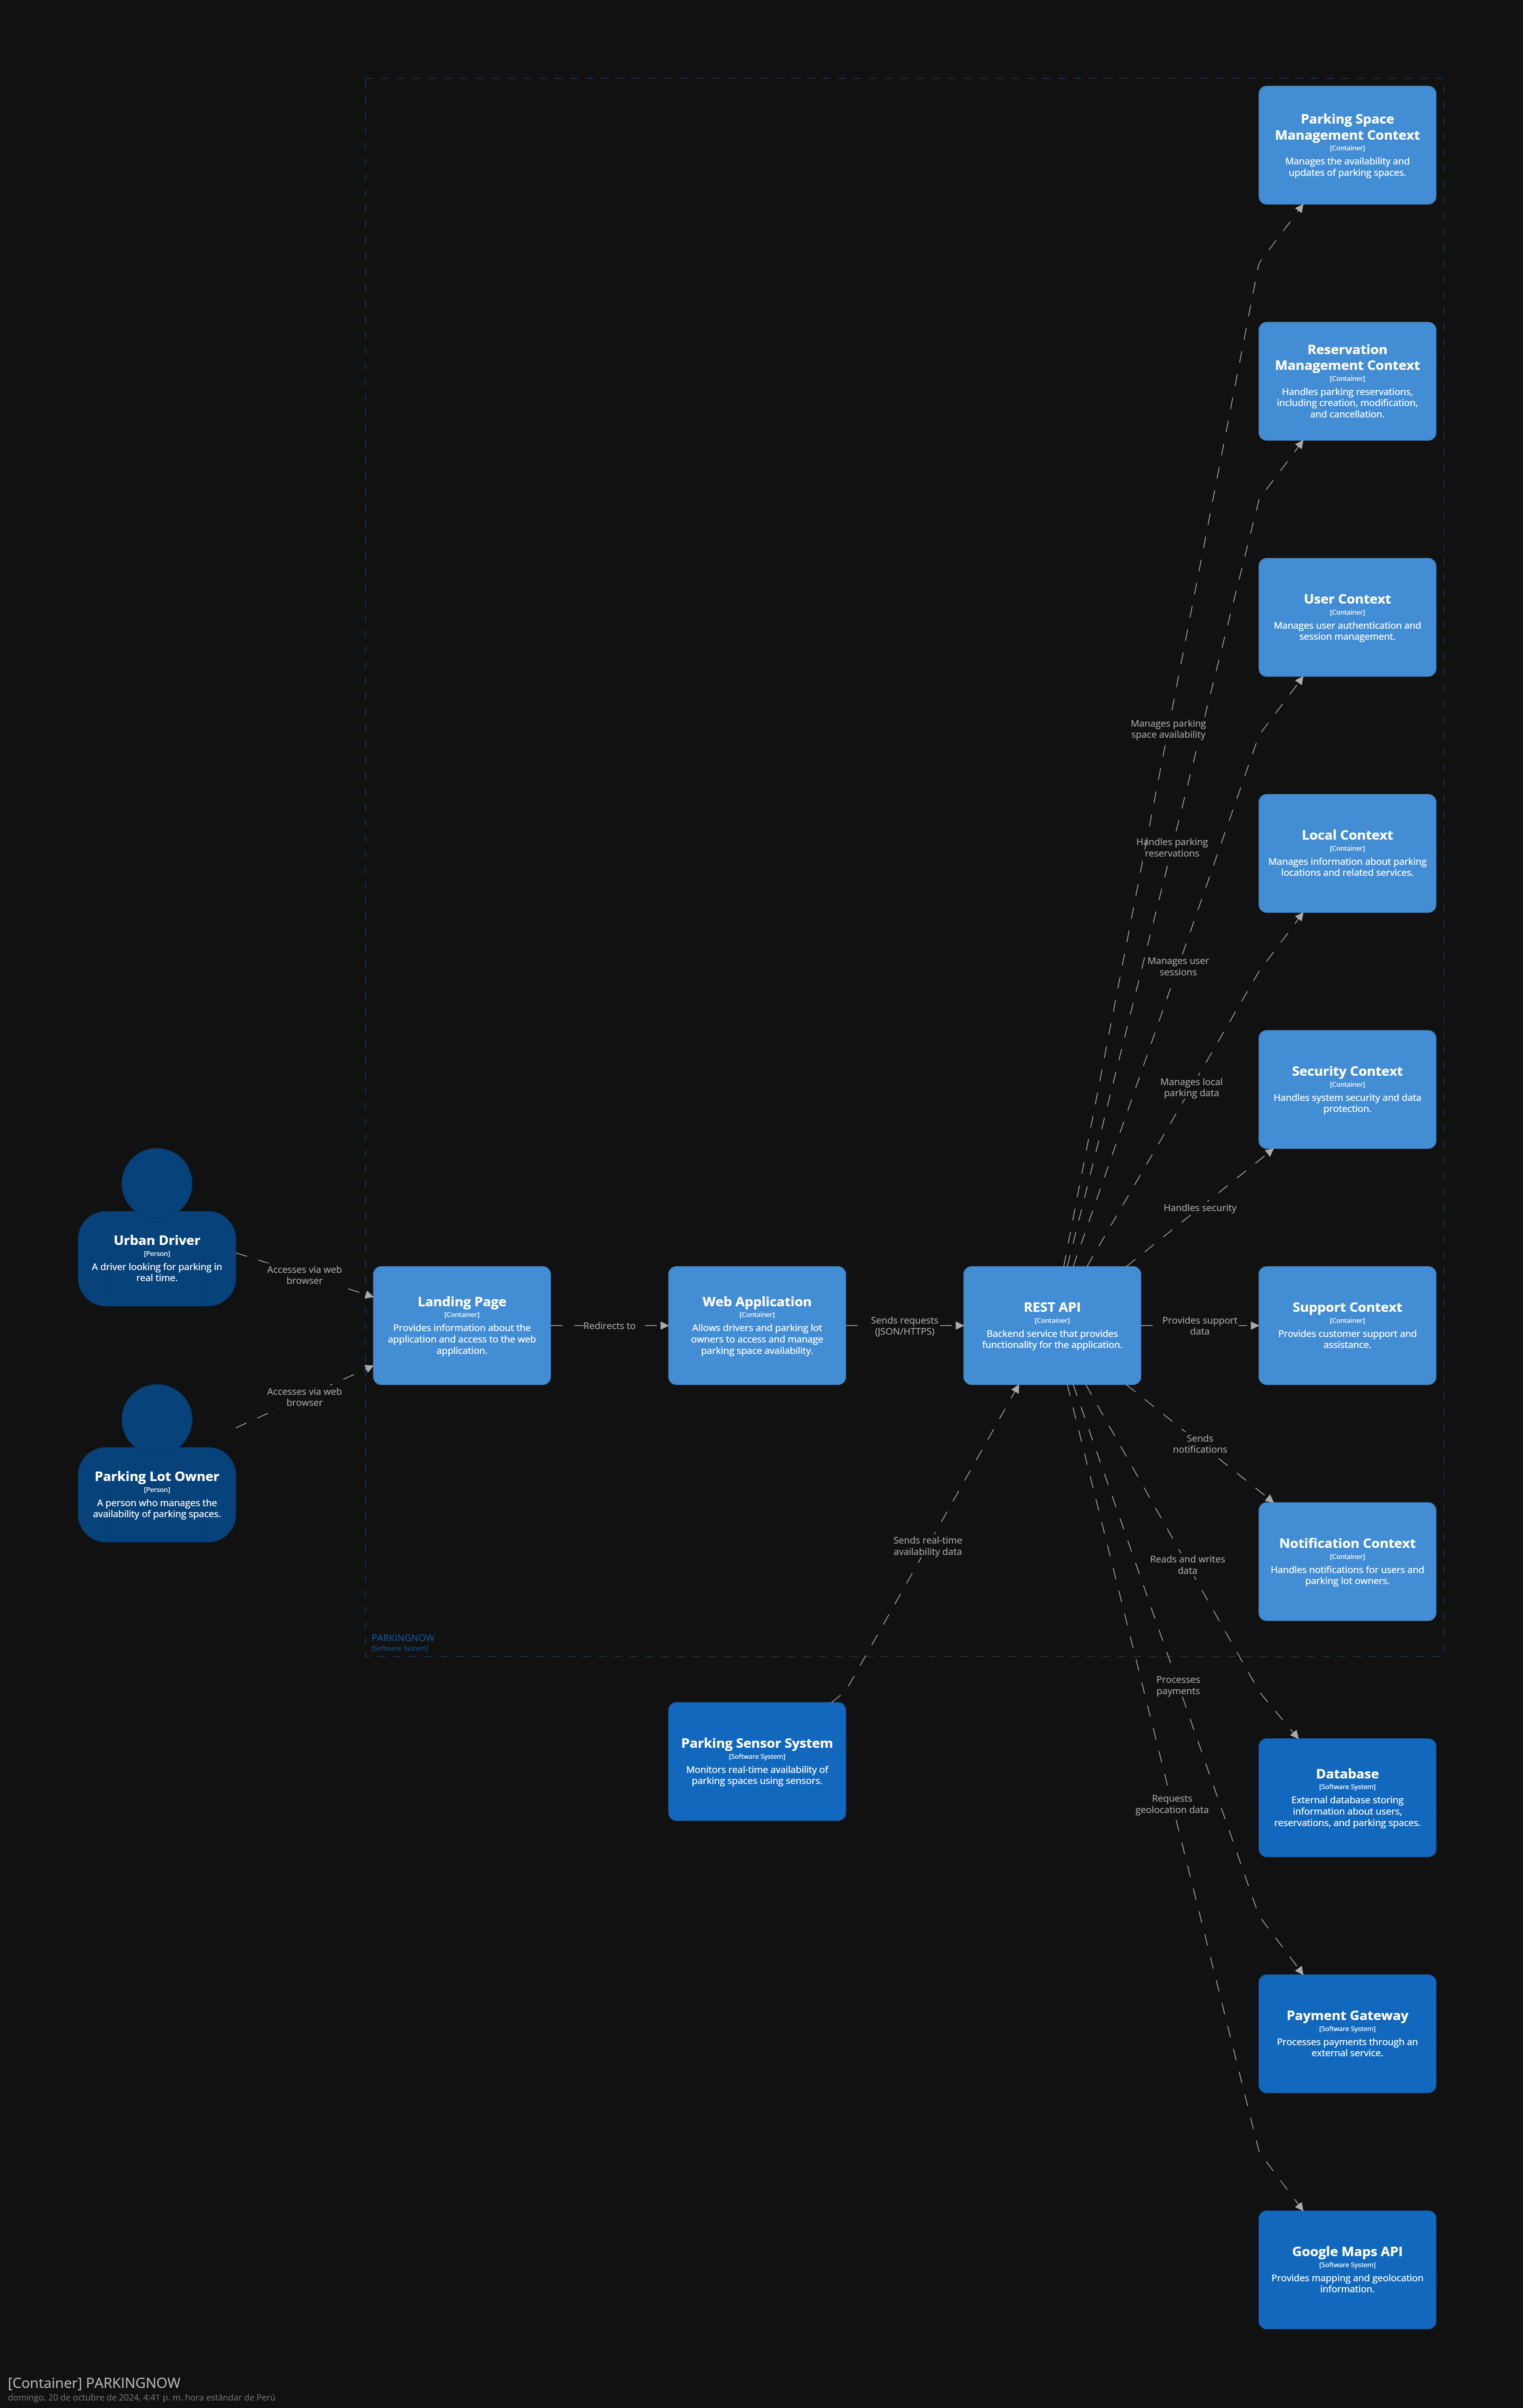 Parking Space
Management Context
[Container]
Manages the availability and
updates of parking spaces.
Reservation
Management Context
[Container]
Handles parking reservations,
including creation, modification,
and cancellation.
User Context
[Container]
Manages user authentication and
session management.
Manages parking
space availability
Local Context
[Container]
Manages information about parking
locations and related services.
Handles parking
reservations
Manages user
sessions
Security Context
[Container]
Handles system security and data
protection.
Manages local
parking data
Handles security
Urban Driver
[Person]
A driver looking for parking in
real time.
Accesses via web
browser
Landing Page
[Container]
Provides information about the
application and access to the web
application.
Redirects to
Web Application
[Container]
Allows drivers and parking lot
owners to access and manage
parking space availability.
Sends requests
(JSON/HTTPS)
REST API
[Container]
Backend service that provides
functionality for the application.
Provides support
data
Support Context
[Container]
Provides customer support and
assistance.
Accesses via web
browser
Parking Lot Owner
[Person]
A person who manages the
availability of parking spaces.
Sends
notifications
Notification Context
[Container]
Handles notifications for users and
parking lot owners.
Sends real-time
availability data
Reads and writes
data
PARKINGNOW
[Software System]
Processes
payments
Parking Sensor System
[Software System]
Monitors real-time availability of
parking spaces using sensors.
Requests
geolocation data
Database
[Software System]
External database storing
information about users,
reservations, and parking spaces.
Payment Gateway
[Software System]
Processes payments through an
external service.
Google Maps API
[Software System]
Provides mapping and geolocation
information.
[Container] PARKINGNOW
domingo, 20 de octubre de 2024, 4:41 p. m. hora estándar de Perú